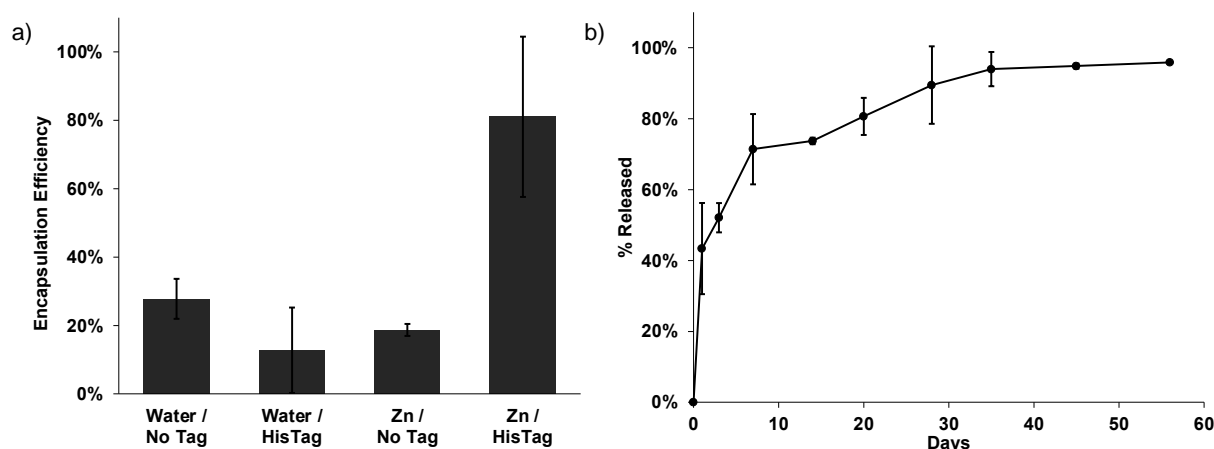 a)
Encapsulation Efficiency
100%
80%
60%
40%
20%
0%
Water /
No Tag
Water /
HisTag
Zn /
No Tag
Zn /
HisTag
b)
% Released
100%
80%
60%
40%
20%
0%
0
10
20
30
40
50
60
Days